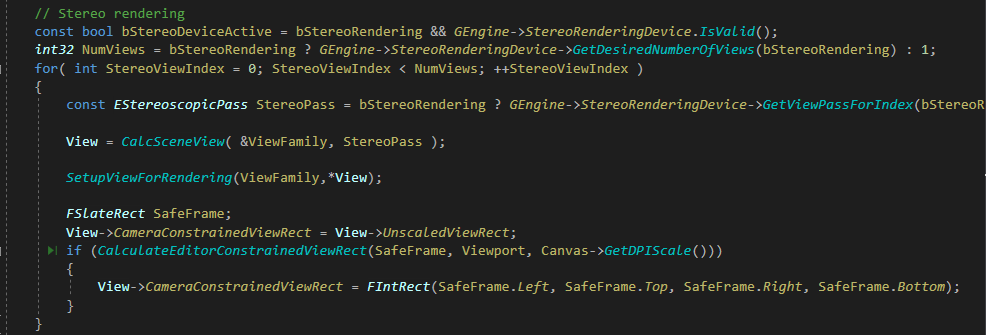 // Stereo rendering
const bool bStereoDeviceActive = bStereoRendering && GEngine->StereoRenderingDevice.IsValid();
int32 NumViews = bStereoRendering ? GEngine->StereoRenderingDevice->GetDesiredNumberOfViews(bStereoRendering) : 1;
for( int StereoViewIndex = 0; StereoViewIndex < NumViews; ++StereoViewIndex )
{
const EStereoscopicPass StereoPass = bStereoRendering ? GEngine->StereoRenderingDevice->GetViewPassForIndex(bStereoR
View = CalcSceneView( &ViewFamily, StereoPass );
SetupViewForRendering(ViewFamily,*View);
FSlateRect SafeFrame;
View->CameraConstrainedViewRect = View->UnscaledViewRect;
if (CalculateEditorConstrainedViewRect(SafeFrame, Viewport, Canvas->GetDPIScale()))
{
View->CameraConstrainedViewRect = FIntRect(SafeFrame.Left, SafeFrame.Top, SafeFrame.Right, SafeFrame.Bottom);
}
}